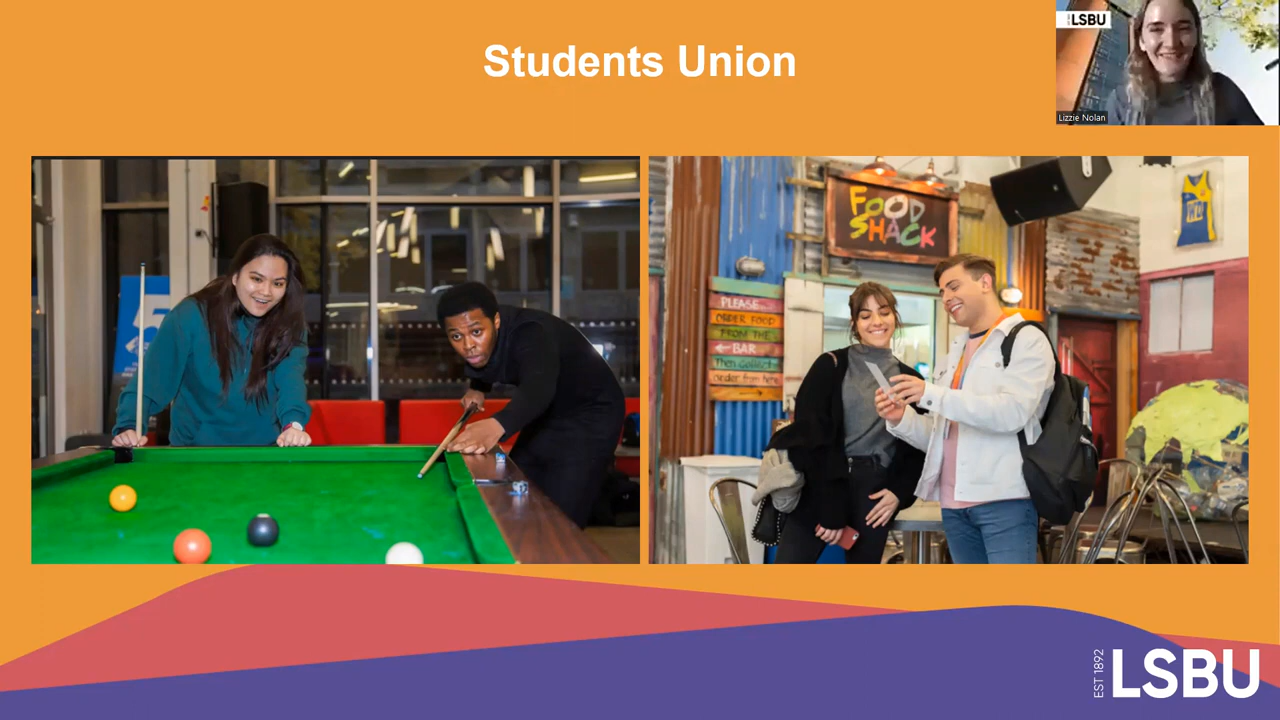 Students Union
LSBU
Lizzie Nolan
FOOD
SHACK
PLEASE
ORDER FOOD
FROM THE
BAR
Then collect
order from here
EST 1892
LSBU